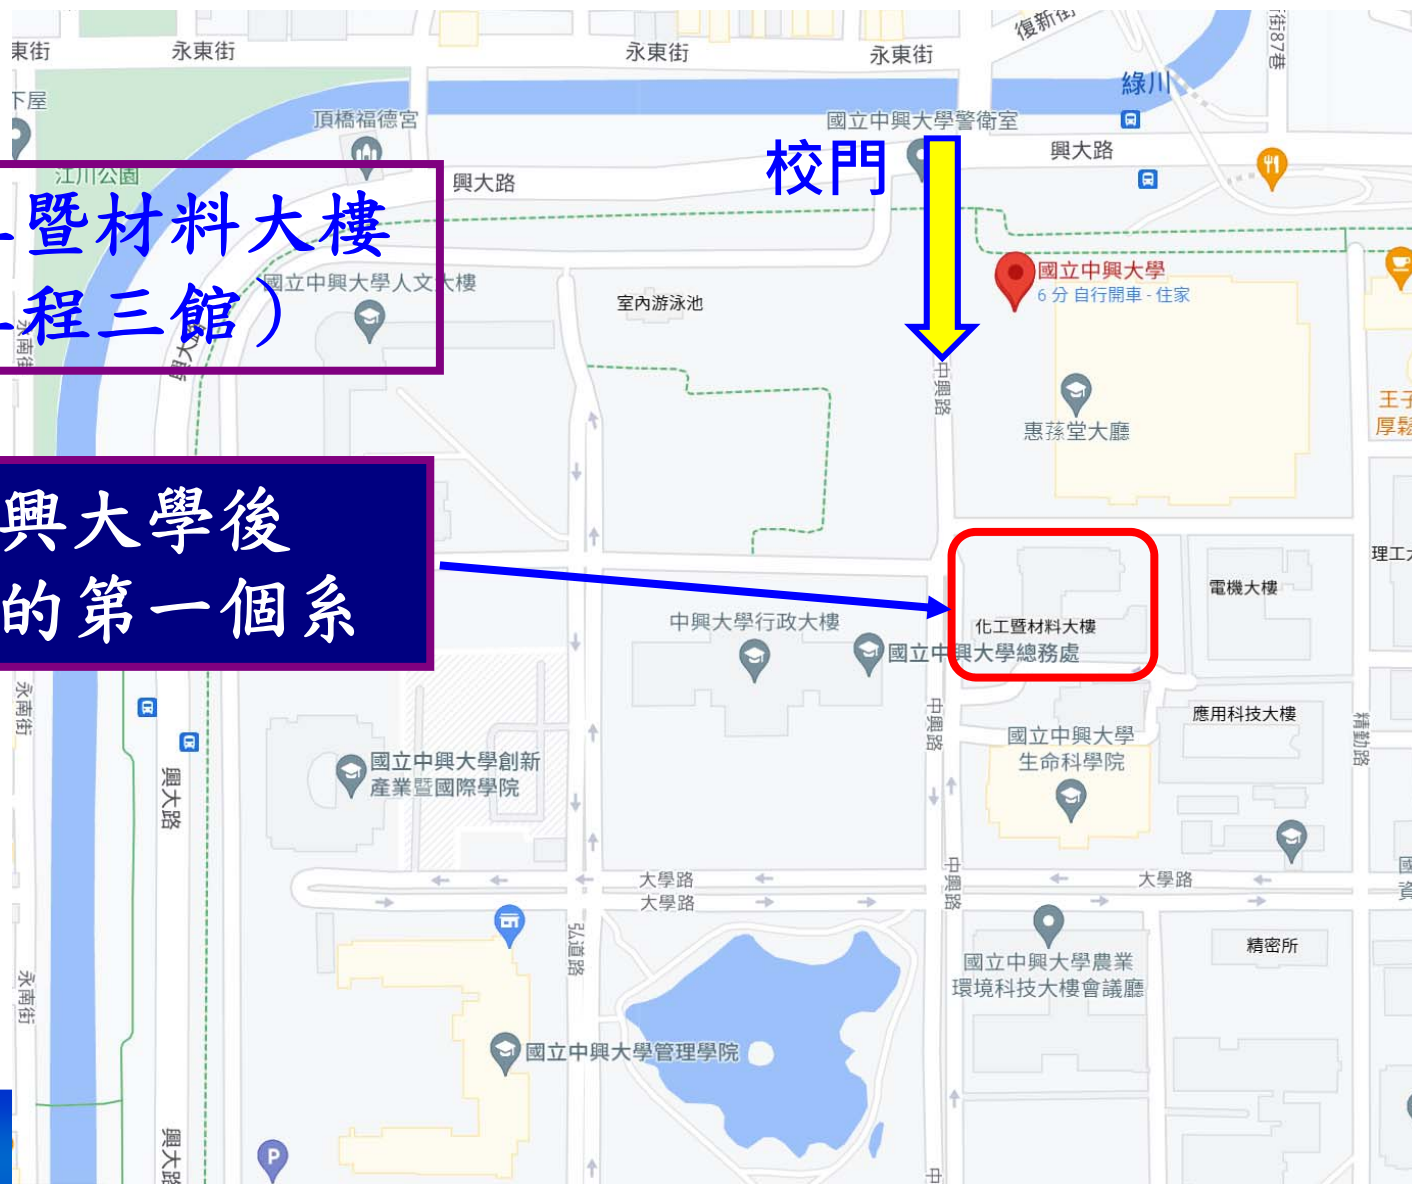 東街
永東街
永東街
永東街
復新街
街87巷
下屋
綠川
頂橋福德宮
國立中興大學警衛室
校門
興大路
興大路
江川公園
暨材料大樓
程三館）
國立中興大學人文大樓
室內游泳池
國立中興大學
6 分 自行開車 - 住家
永南街
興大路
中興路
惠蓀堂大廳
王子
厚鬆
興大學後
的第一個系
理工大
電機大樓
中興大學行政大樓
化工暨材料大樓
國立中興大學總務處
永南街
中興路
應用科技大樓
精勤路
國立中興大學
生命科學院
國立中興大學創新
產業暨國際學院
興大路
大學路
大學路
大學路
中興路
國
資
弘道路
精密所
國立中興大學農業
環境科技大樓會議廳
永南街
國立中興大學管理學院
興大路
P
中